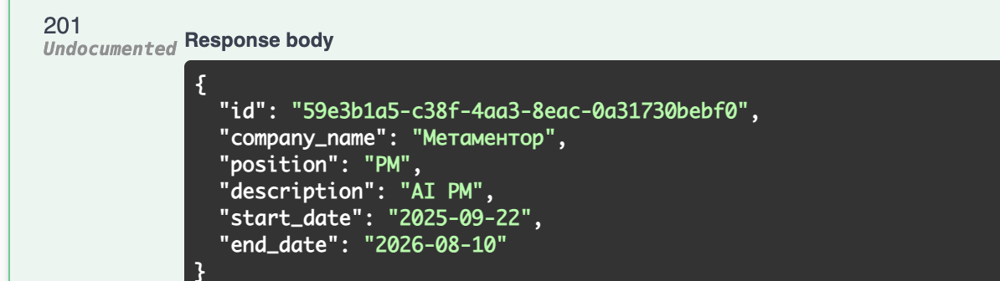 201
Undocumented
Response body
{
"id": "59e3b1a5-c38f-4aa3-8eac-0a31730bebf0",
"company_name": "Метаментор",
"position": "PM",
"description": "AI PM",
"start_date": "2025-09-22",
"end_date": "2026-08-10"
}